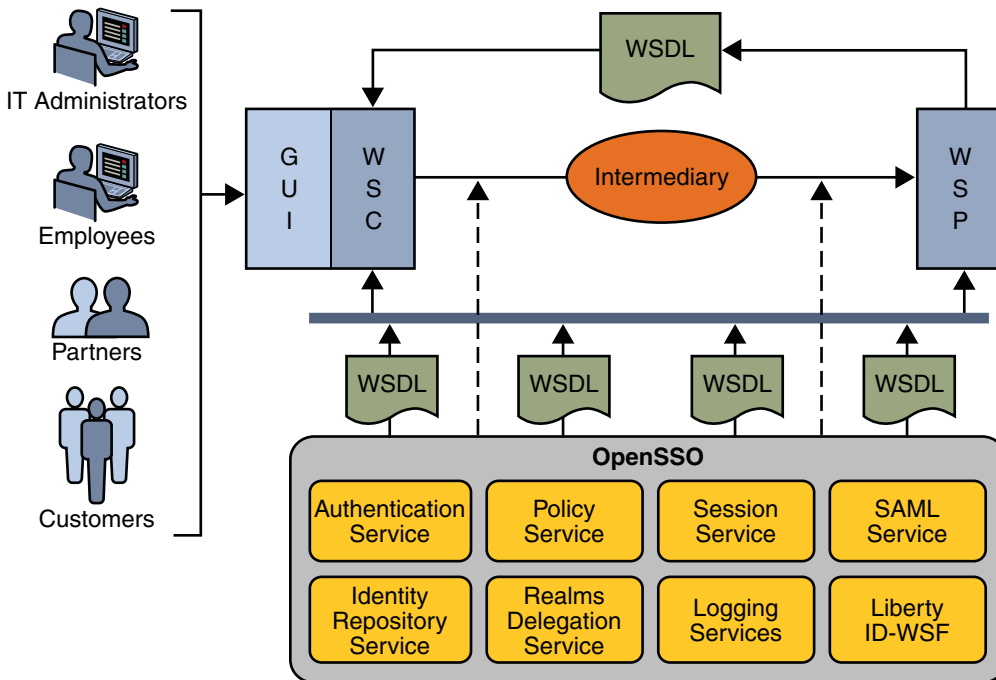 IT Administrators
Employees
Partners
Customers
G
U
I
W
S
C
WSDL
Intermediary
W
S
P
WSDL
WSDL
WSDL
WSDL
OpenSSO
Authentication
Service
Policy
Service
Session
Service
SAML
Service
Identity
Repository
Service
Realms
Delegation
Service
Logging
Services
Liberty
ID-WSF